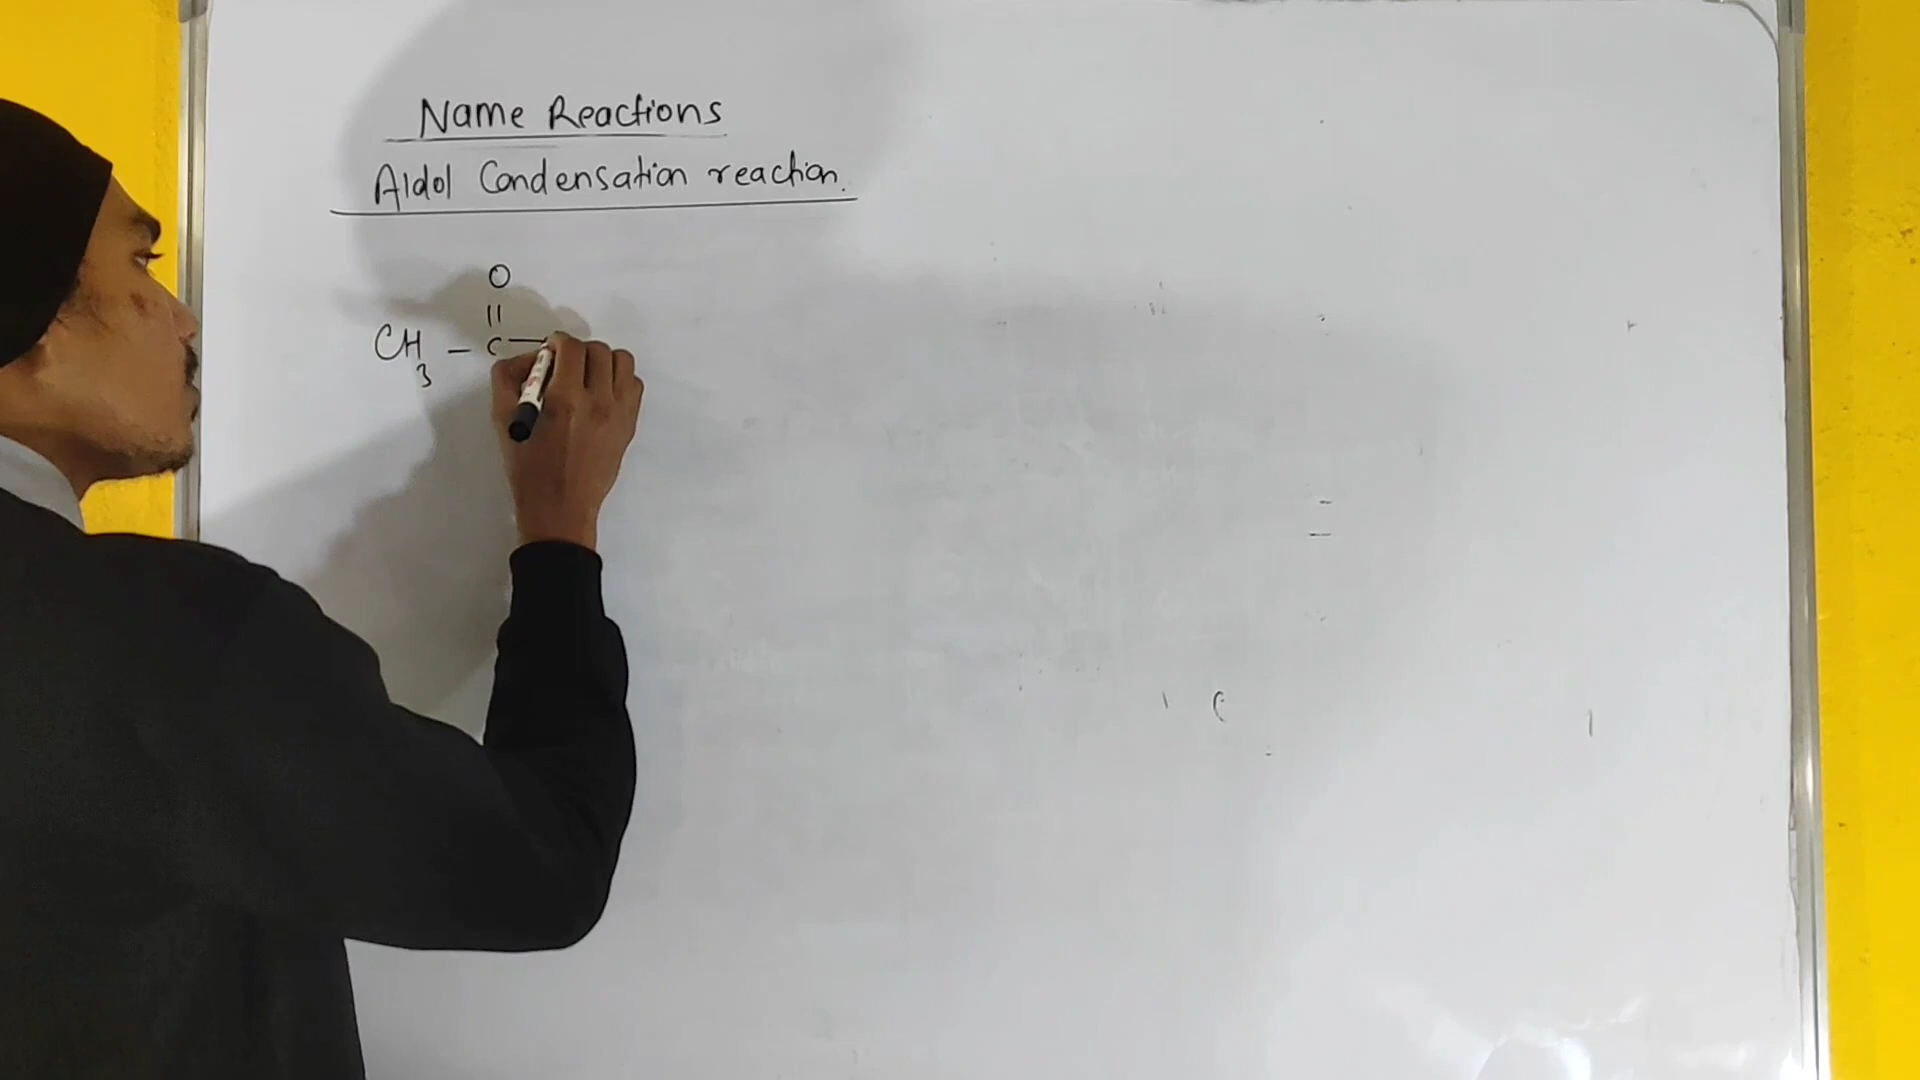 Name Reactions
Aldol Condensation reaction.
O
||
CH3 – C –